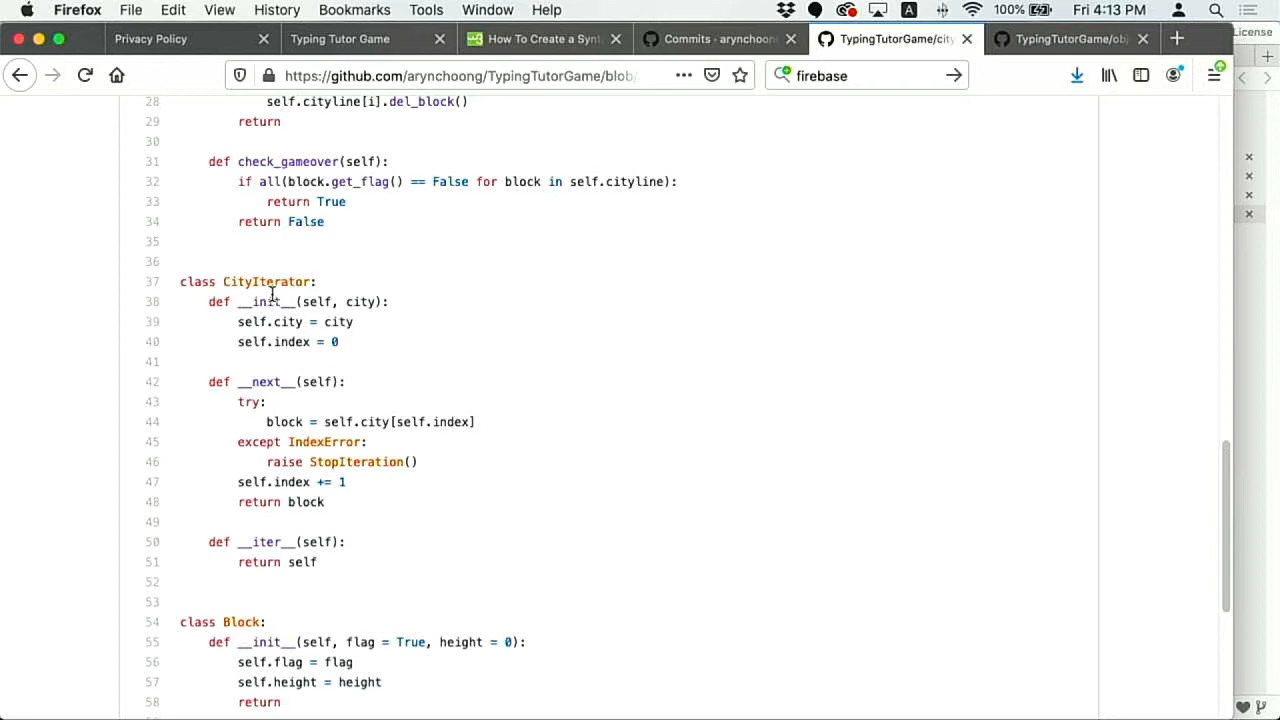 Firefox File Edit View History Bookmarks Tools Window Help 100% Fri 4:13 PM
Privacy Policy Typing Tutor Game How To Create a Synt Commits - arynchoong TypingTutorGame/city TypingTutorGame/obj License
https://github.com/arynchoong/TypingTutorGame/blob/ firebase
28 self.cityline[i].del_block()
29 return
30
31 def check_gameover(self):
32 if all(block.get_flag() == False for block in self.cityline):
33 return True
34 return False
35
36
37 class CityIterator:
38 def __init__(self, city):
39 self.city = city
40 self.index = 0
41
42 def __next__(self):
43 try:
44 block = self.city[self.index]
45 except IndexError:
46 raise StopIteration()
47 self.index += 1
48 return block
49
50 def __iter__(self):
51 return self
52
53
54 class Block:
55 def __init__(self, flag = True, height = 0):
56 self.flag = flag
57 self.height = height
58 return